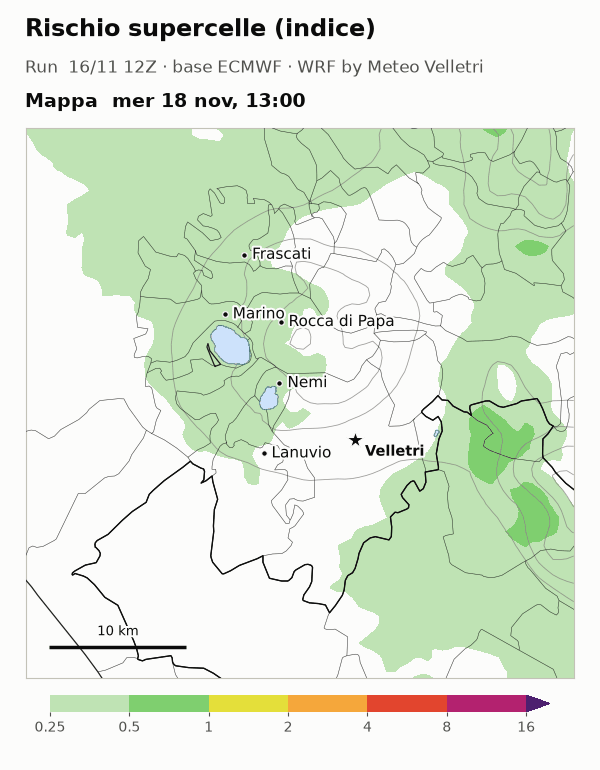 Rischio supercelle (indice)
Run  16/11 12Z · base ECMWF · WRF by Meteo Velletri
Mappa  mer 18 nov, 13:00
Frascati
Marino
Rocca di Papa
Nemi
Velletri
Lanuvio
10 km
0.25 0.5 1 2 4 8 16